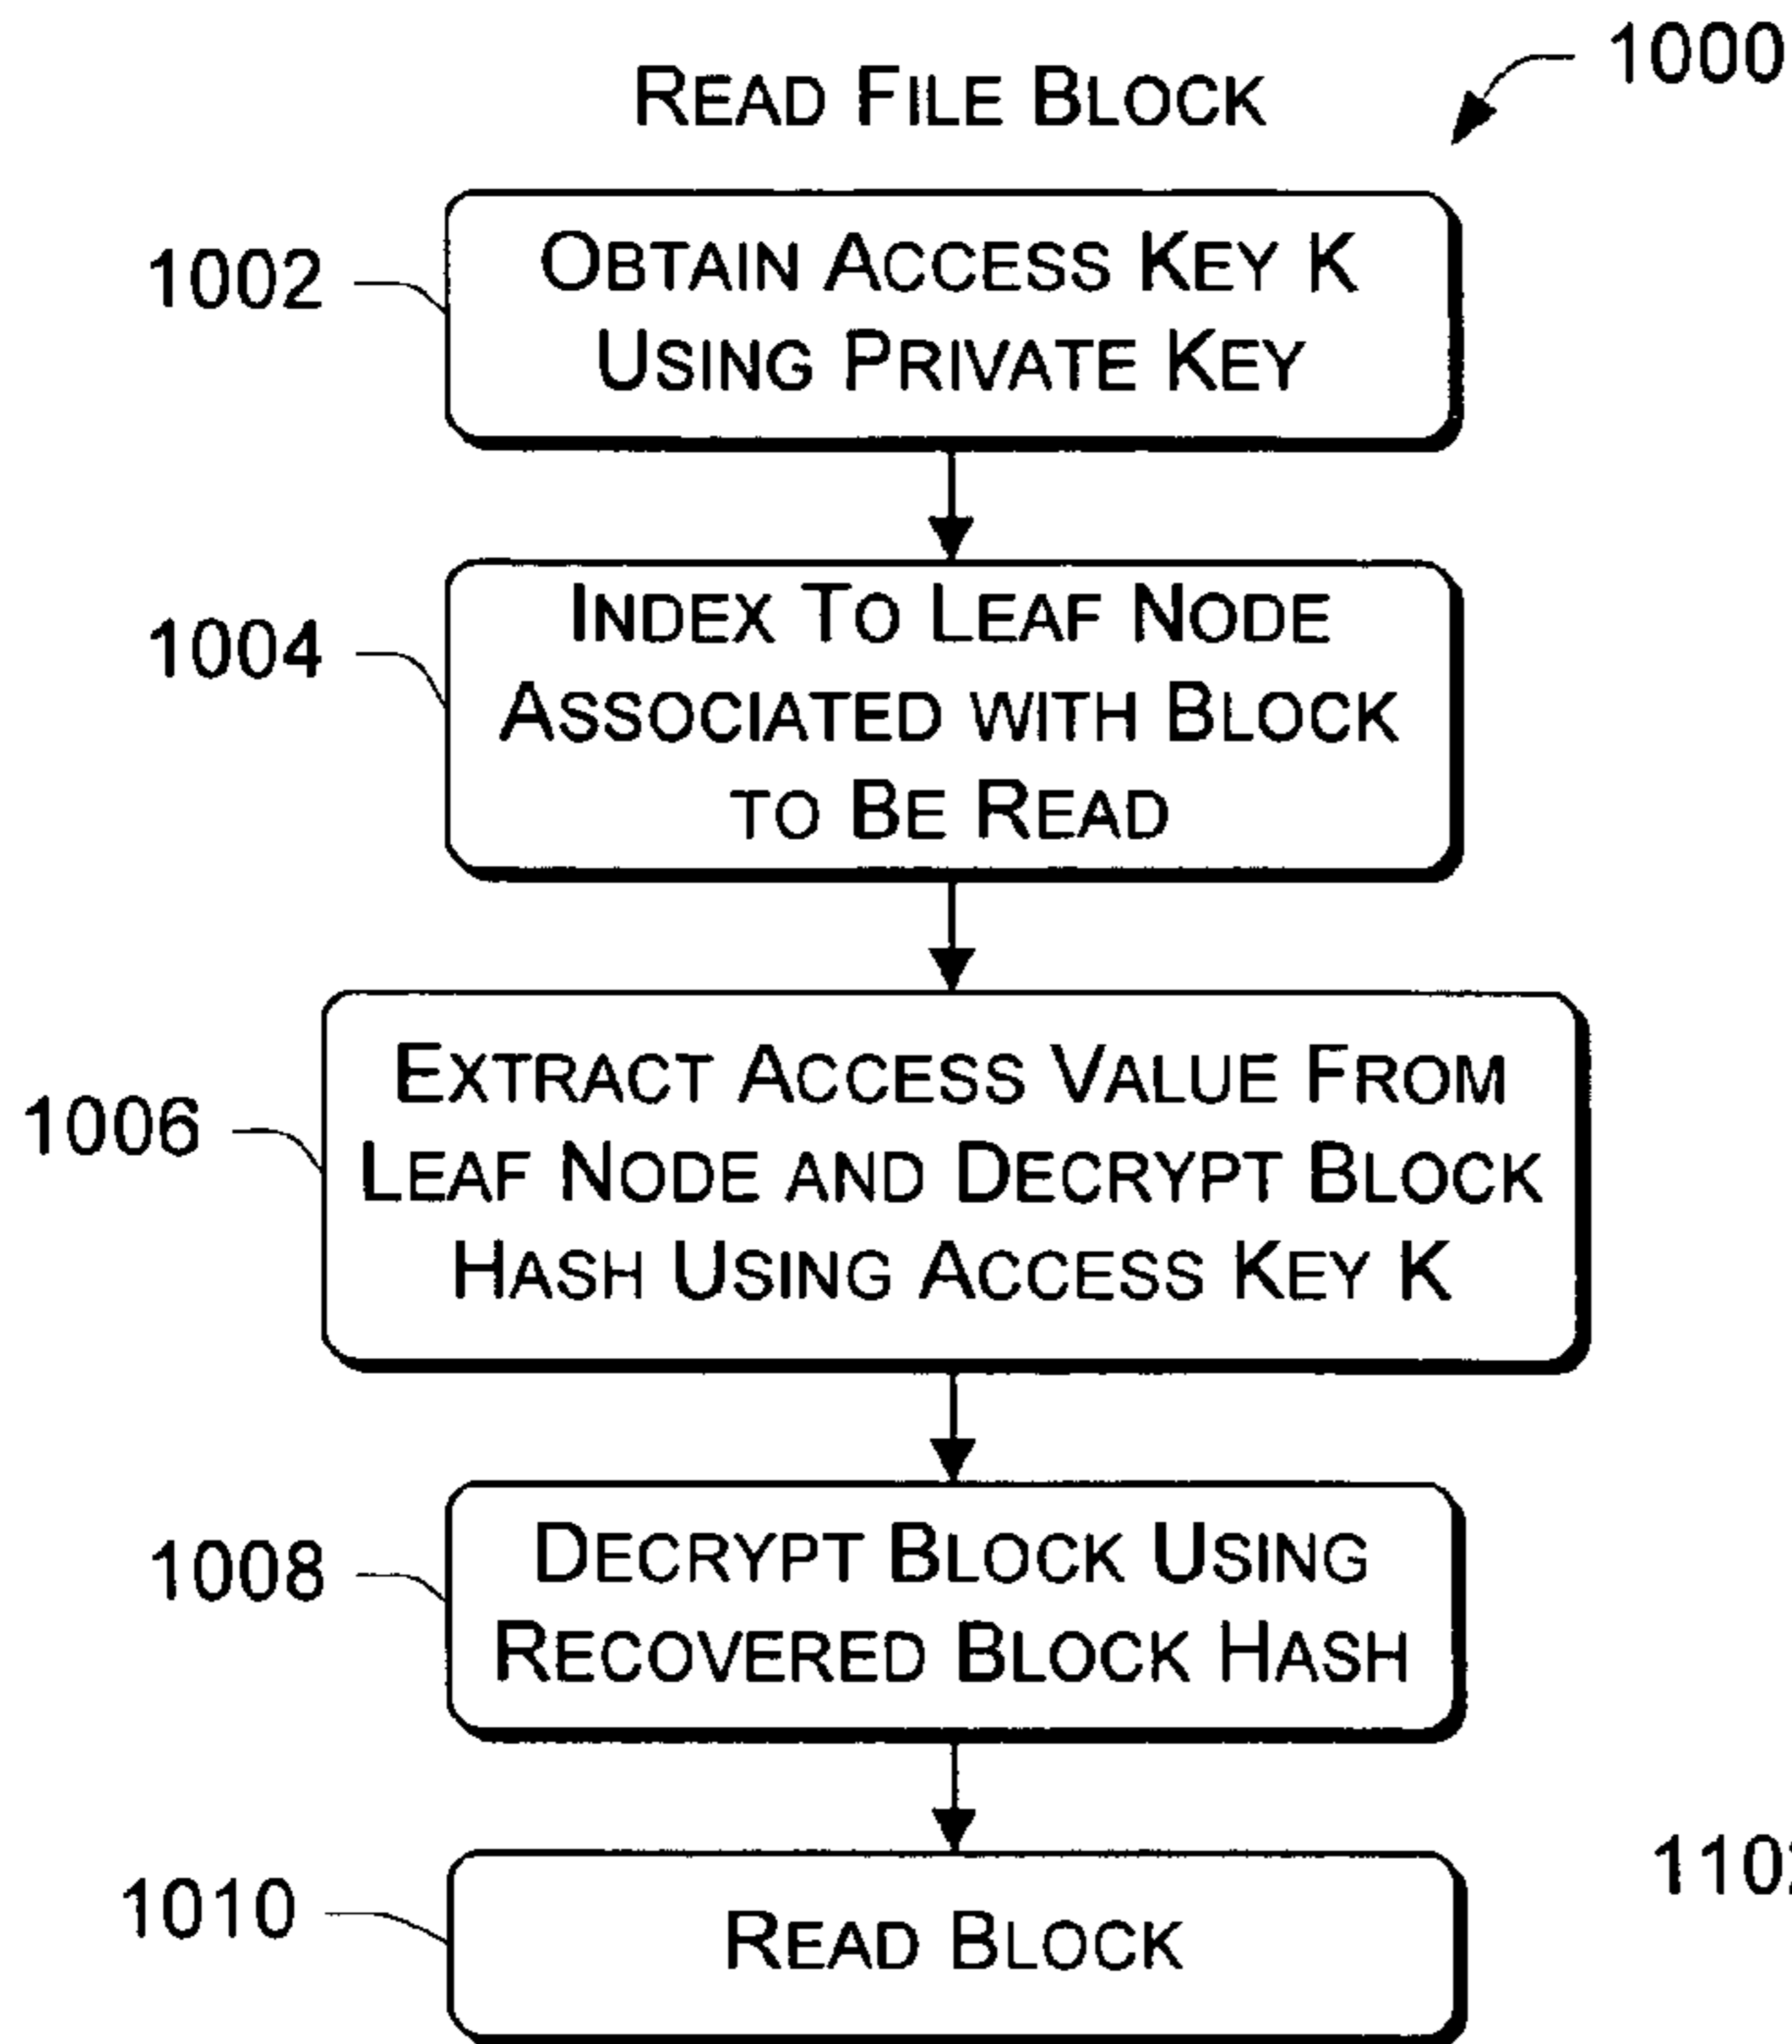 1000
READ FILE BLOCK
1002
OBTAIN ACCESS KEY K
USING PRIVATE KEY
1004
INDEX TO LEAF NODE
ASSOCIATED WITH BLOCK
TO BE READ
1006
EXTRACT ACCESS VALUE FROM
LEAF NODE AND DECRYPT BLOCK
HASH USING ACCESS KEY K
1008
DECRYPT BLOCK USING
RECOVERED BLOCK HASH
1010
READ BLOCK